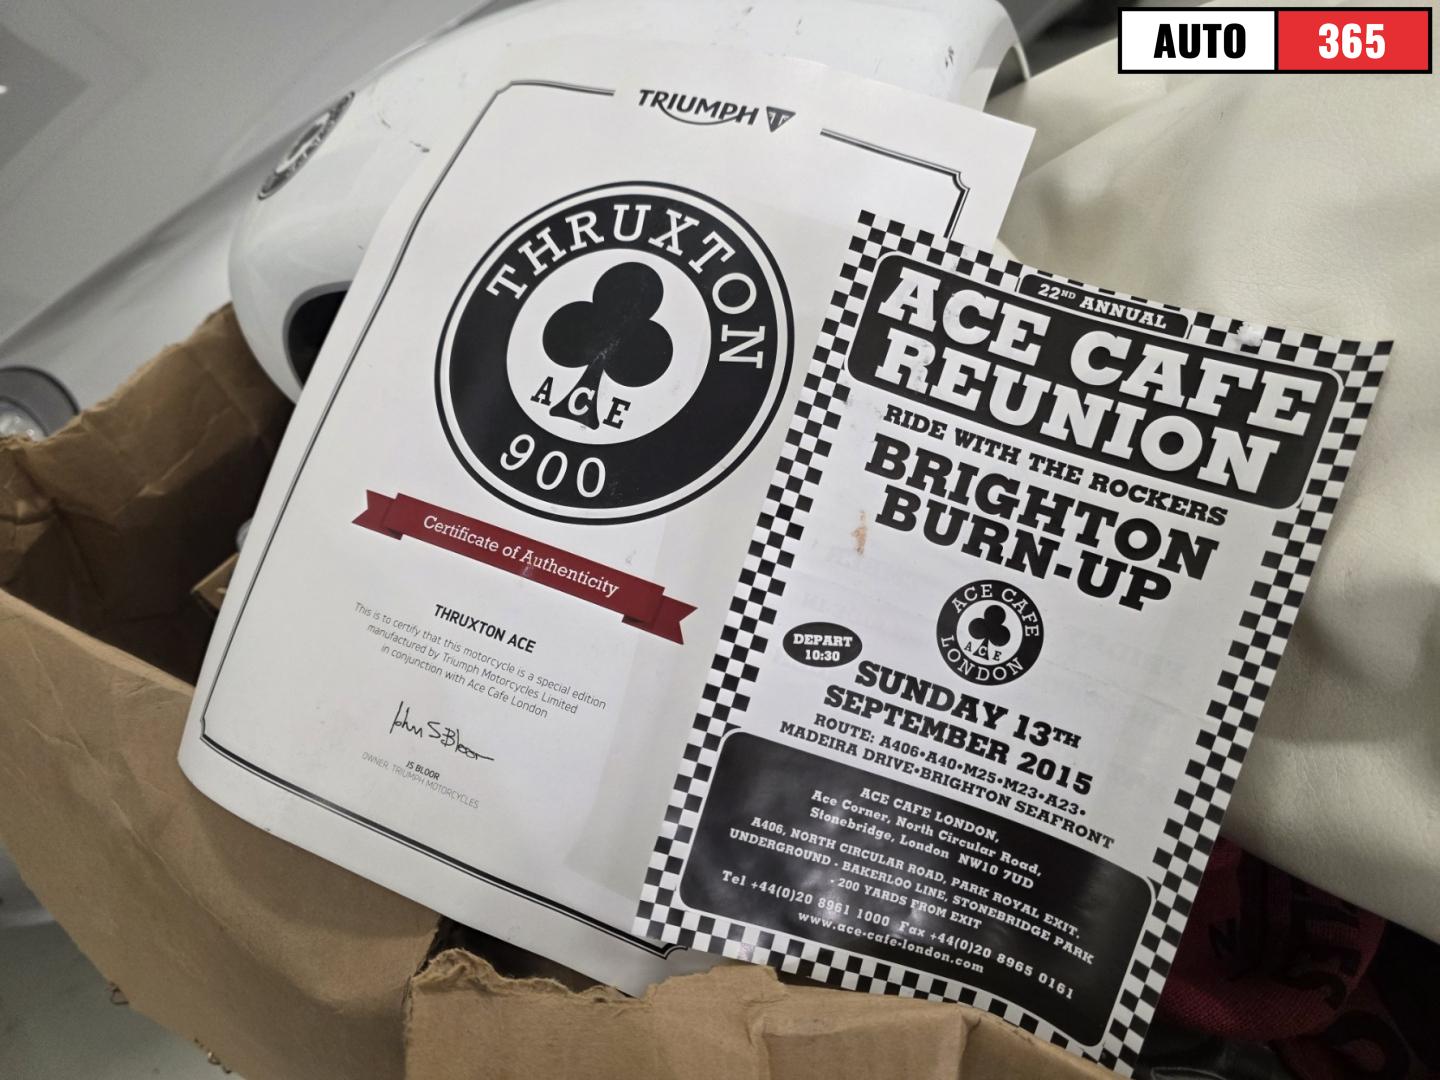 AUTO 365
TRIUMPH
THRUXTON
ACE
900
Certificate of Authenticity
THRUXTON ACE
This is to certify that this motorcycle is a special edition
manufactured by Triumph Motorcycles Limited
in conjunction with Ace Cafe London
John S Bloor
JS BLOOR
OWNER, TRIUMPH MOTORCYCLES
22ND ANNUAL
ACE CAFE
REUNION
RIDE WITH THE ROCKERS
BRIGHTON
BURN-UP
ACE CAFE
ACE
LONDON
DEPART
10:30
SUNDAY 13TH
SEPTEMBER 2015
ROUTE: A406•A40•M25•M23•A23•
MADEIRA DRIVE•BRIGHTON SEAFRONT
ACE CAFE LONDON,
Ace Corner, North Circular Road,
Stonebridge, London NW10 7UD
A406, NORTH CIRCULAR ROAD, PARK ROYAL EXIT.
UNDERGROUND - BAKERLOO LINE, STONEBRIDGE PARK
- 200 YARDS FROM EXIT
Tel +44(0)20 8961 1000 Fax +44(0)20 8965 0161
www.ace-cafe-london.com